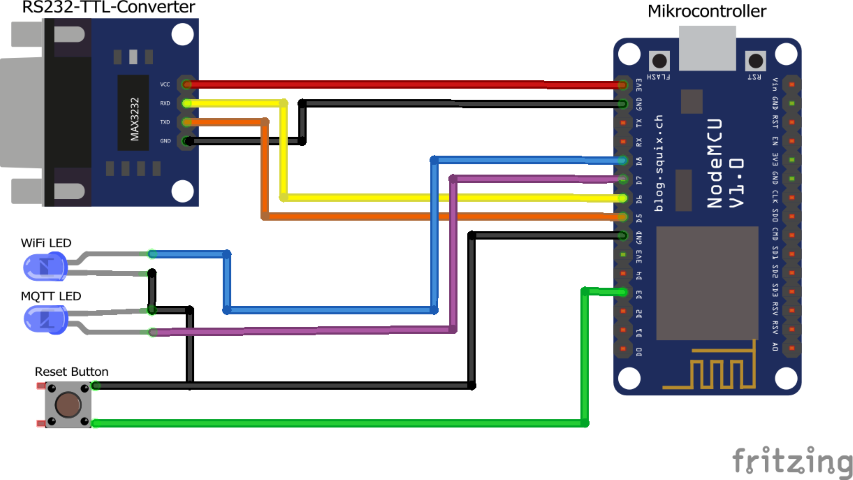 RS232-TTL-Converter
Mikrocontroller
FLASH
RST
VCC
RXD
TXD
GND
MAX3232
3V3
GND
TX
RX
D8
D7
D6
D5
GND
3V3
D4
D3
D2
D1
D0
blog.squix.ch
NodeMCU
V1.0
Vin
GND
RST
EN
3V3
GND
CLK
SD0
CMD
SD1
SD2
SD3
RSV
RSV
A0
WiFi LED
MQTT LED
Reset Button
fritzing